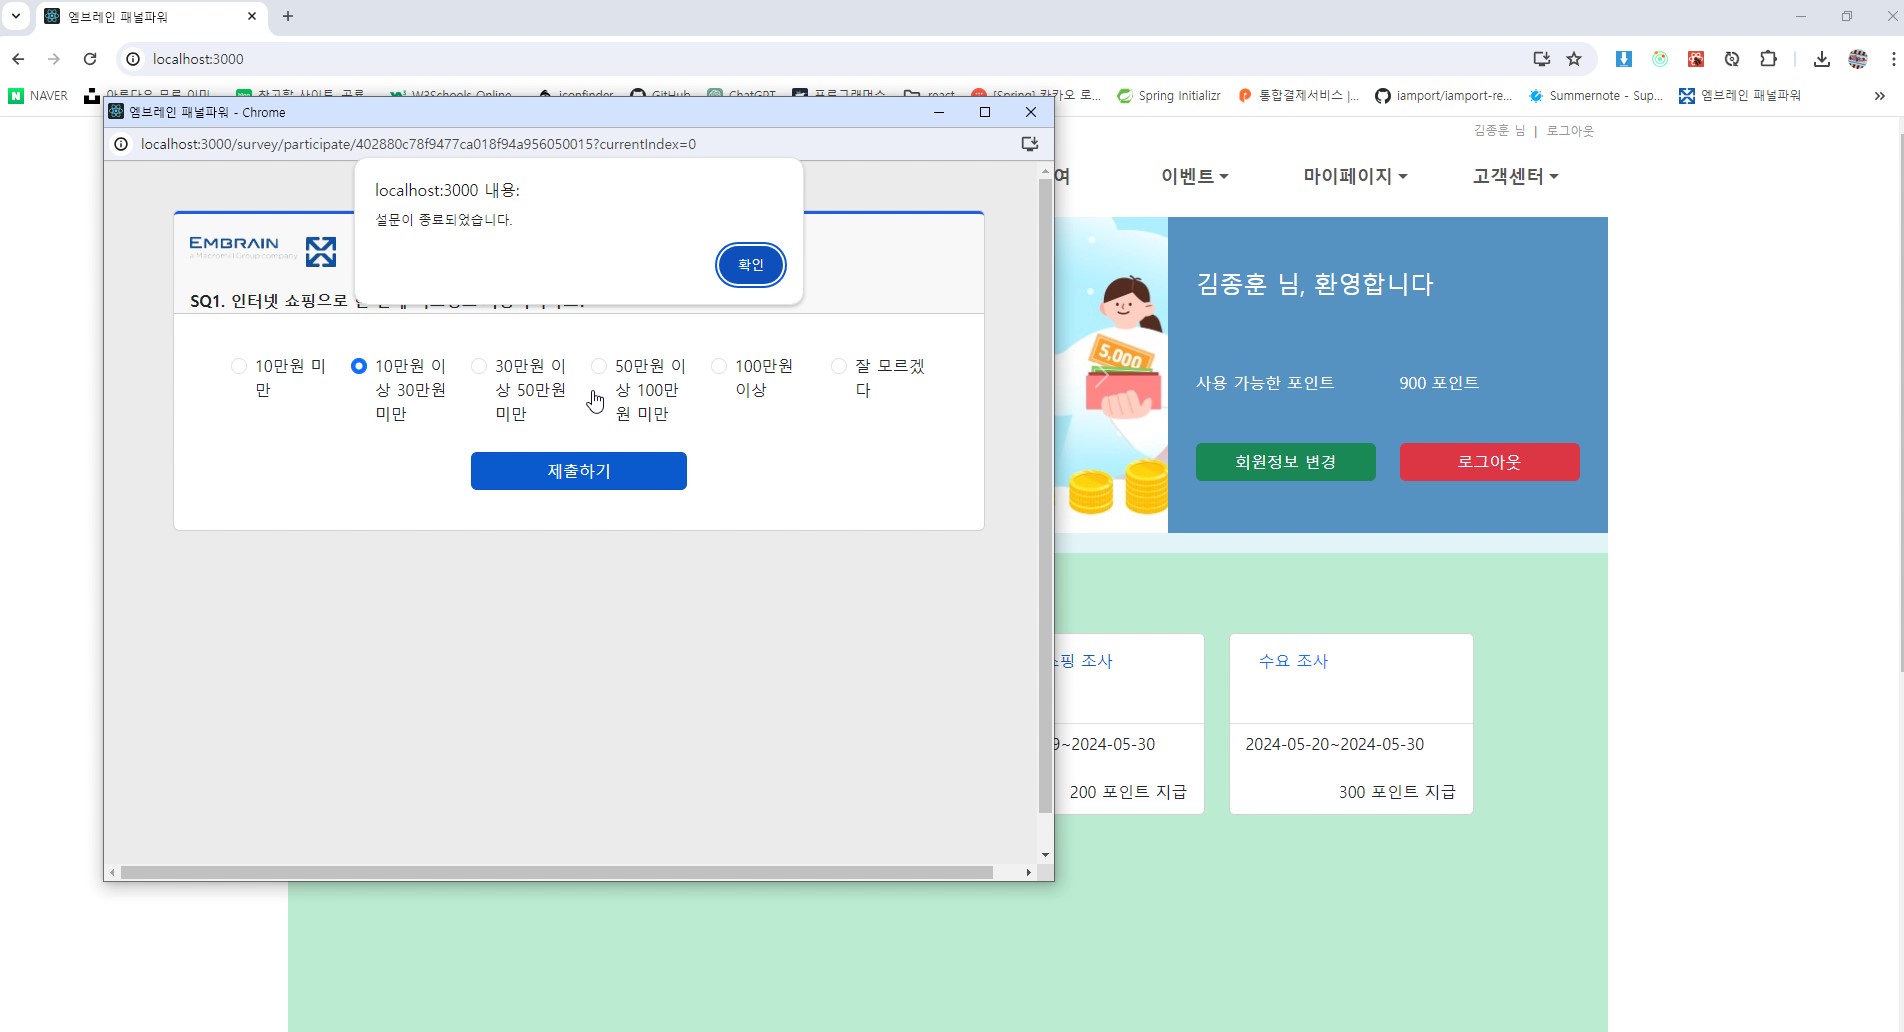 엠브레인 패널파워
localhost:3000
NAVER
W3Schools Online
iconfinder
GitHub
ChatGPT
프로그래머스
react
[Spring] 카카오 로...
Spring Initializr
통합결제서비스 |...
iamport/iamport-re...
Summernote - Sup...
엠브레인 패널파워
엠브레인 패널파워 - Chrome
localhost:3000/survey/participate/402880c78f9477ca018f94a956050015?currentIndex=0
localhost:3000 내용:
설문이 종료되었습니다.
확인
EMBRAIN
a Macromill Group company
SQ1. 인터넷 쇼핑으로
10만원 미
만
10만원 이
상 30만원
미만
30만원 이
상 50만원
미만
50만원 이
상 100만
원 미만
100만원
이상
잘 모르겠
다
제출하기
김종훈 님 | 로그아웃
여
이벤트
마이페이지
고객센터
5,000
김종훈 님, 환영합니다
사용 가능한 포인트
900 포인트
회원정보 변경
로그아웃
핑 조사
9~2024-05-30
200 포인트 지급
수요 조사
2024-05-20~2024-05-30
300 포인트 지급